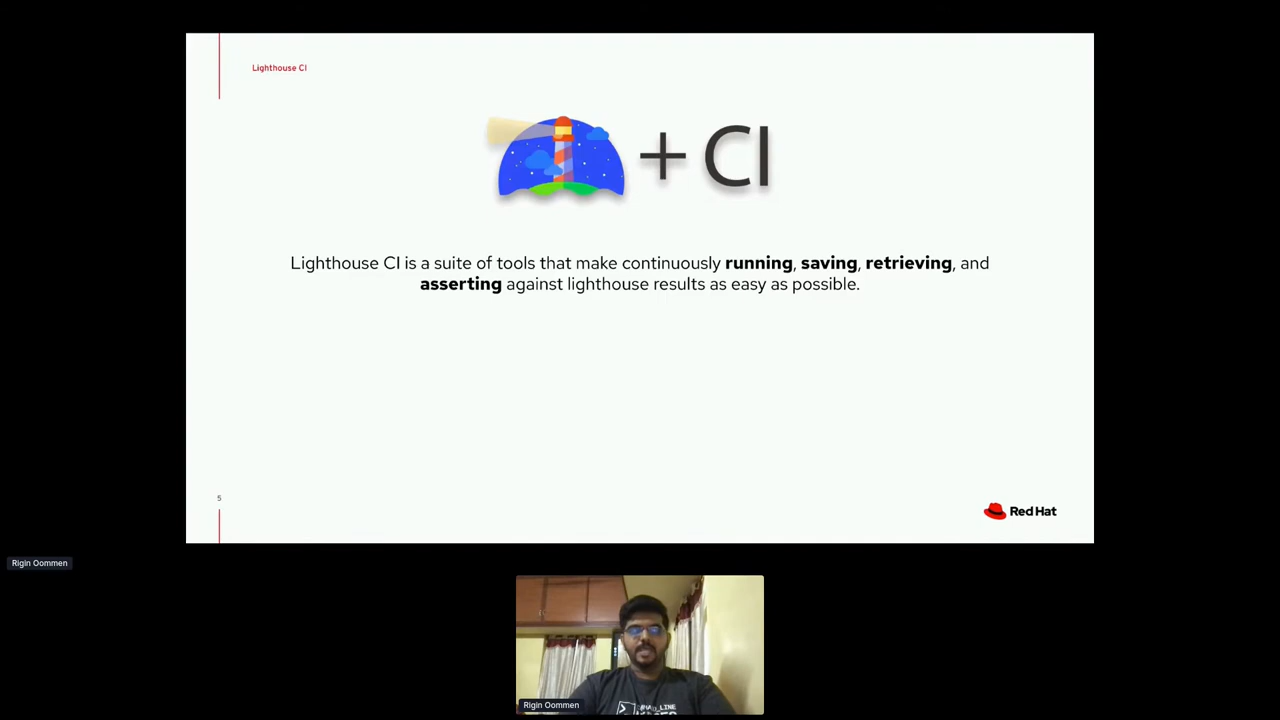 Lighthouse CI
+ CI
Lighthouse CI is a suite of tools that make continuously running, saving, retrieving, and
asserting against lighthouse results as easy as possible.
5
Red Hat
Rigin Oommen
Rigin Oommen